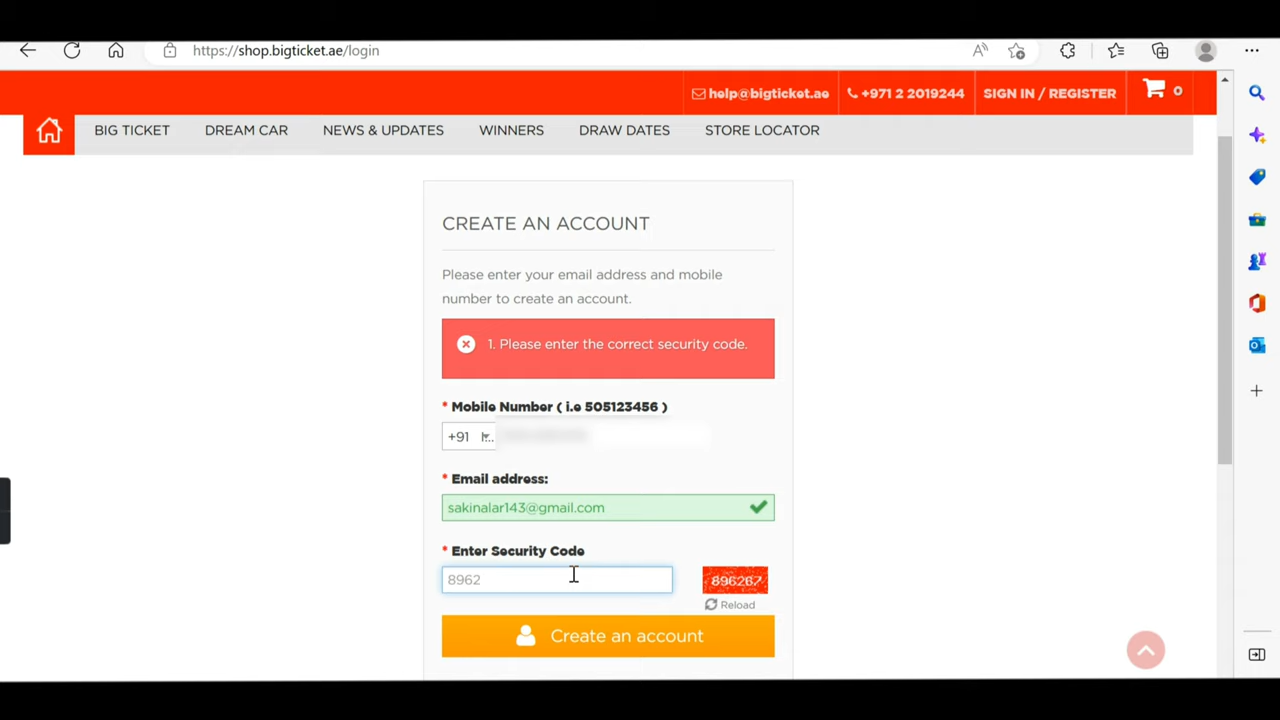 https://shop.bigticket.ae/login
help@bigticket.ae
+971 2 2019244
SIGN IN / REGISTER
0
BIG TICKET
DREAM CAR
NEWS & UPDATES
WINNERS
DRAW DATES
STORE LOCATOR
CREATE AN ACCOUNT
Please enter your email address and mobile
number to create an account.
1. Please enter the correct security code.
* Mobile Number ( i.e 505123456 )
+91 I...
* Email address:
sakinalar143@gmail.com
* Enter Security Code
8962
896267
Reload
Create an account